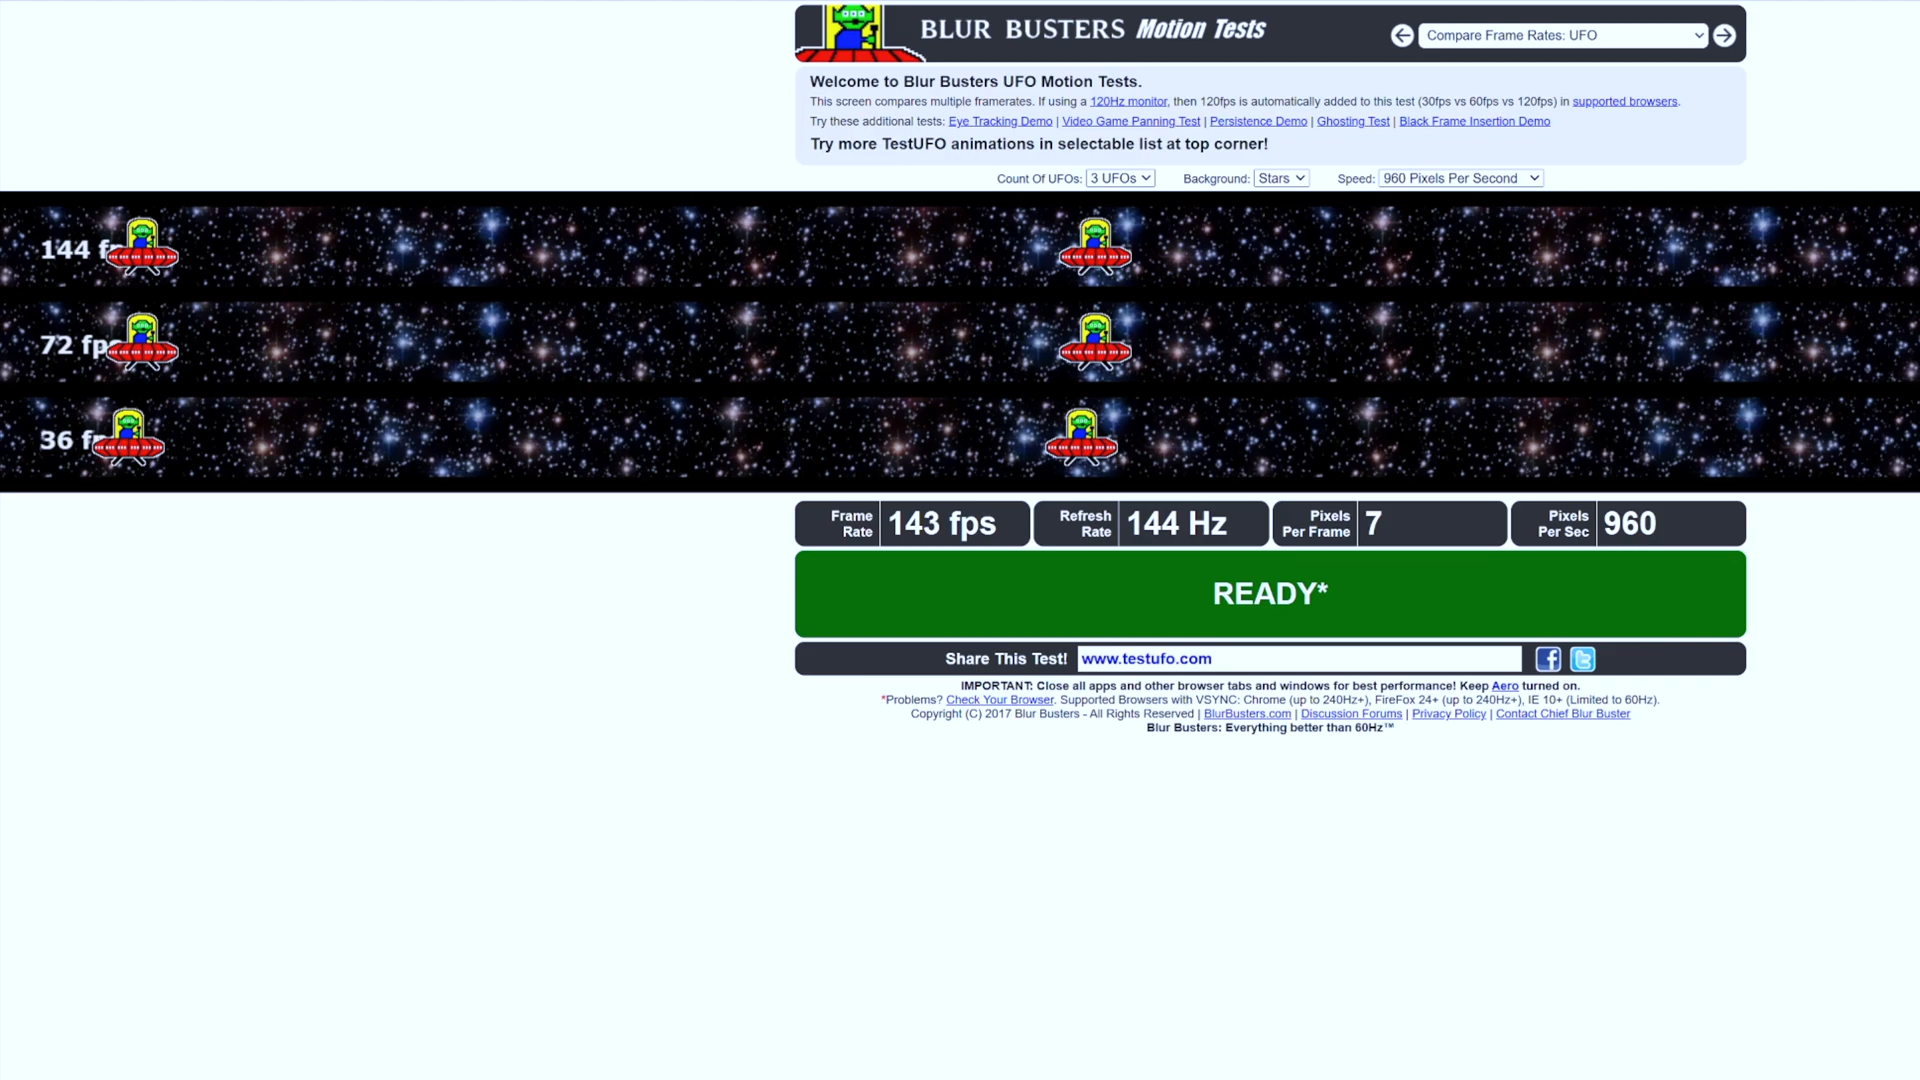 BLUR BUSTERS Motion Tests
Compare Frame Rates: UFO
Welcome to Blur Busters UFO Motion Tests.
This screen compares multiple framerates. If using a 120Hz monitor, then 120fps is automatically added to this test (30fps vs 60fps vs 120fps) in supported browsers.
Try these additional tests: Eye Tracking Demo | Video Game Panning Test | Persistence Demo | Ghosting Test | Black Frame Insertion Demo
Try more TestUFO animations in selectable list at top corner!
Count Of UFOs: 3 UFOs Background: Stars Speed: 960 Pixels Per Second
144 f
72 fps
36 f
Frame Rate 143 fps
Refresh Rate 144 Hz
Pixels Per Frame 7
Pixels Per Sec 960
READY*
Share This Test! www.testufo.com
IMPORTANT: Close all apps and other browser tabs and windows for best performance! Keep Aero turned on.
*Problems? Check Your Browser. Supported Browsers with VSYNC: Chrome (up to 240Hz+), FireFox 24+ (up to 240Hz+), IE 10+ (Limited to 60Hz).
Copyright (C) 2017 Blur Busters - All Rights Reserved | BlurBusters.com | Discussion Forums | Privacy Policy | Contact Chief Blur Buster
Blur Busters: Everything better than 60Hz™